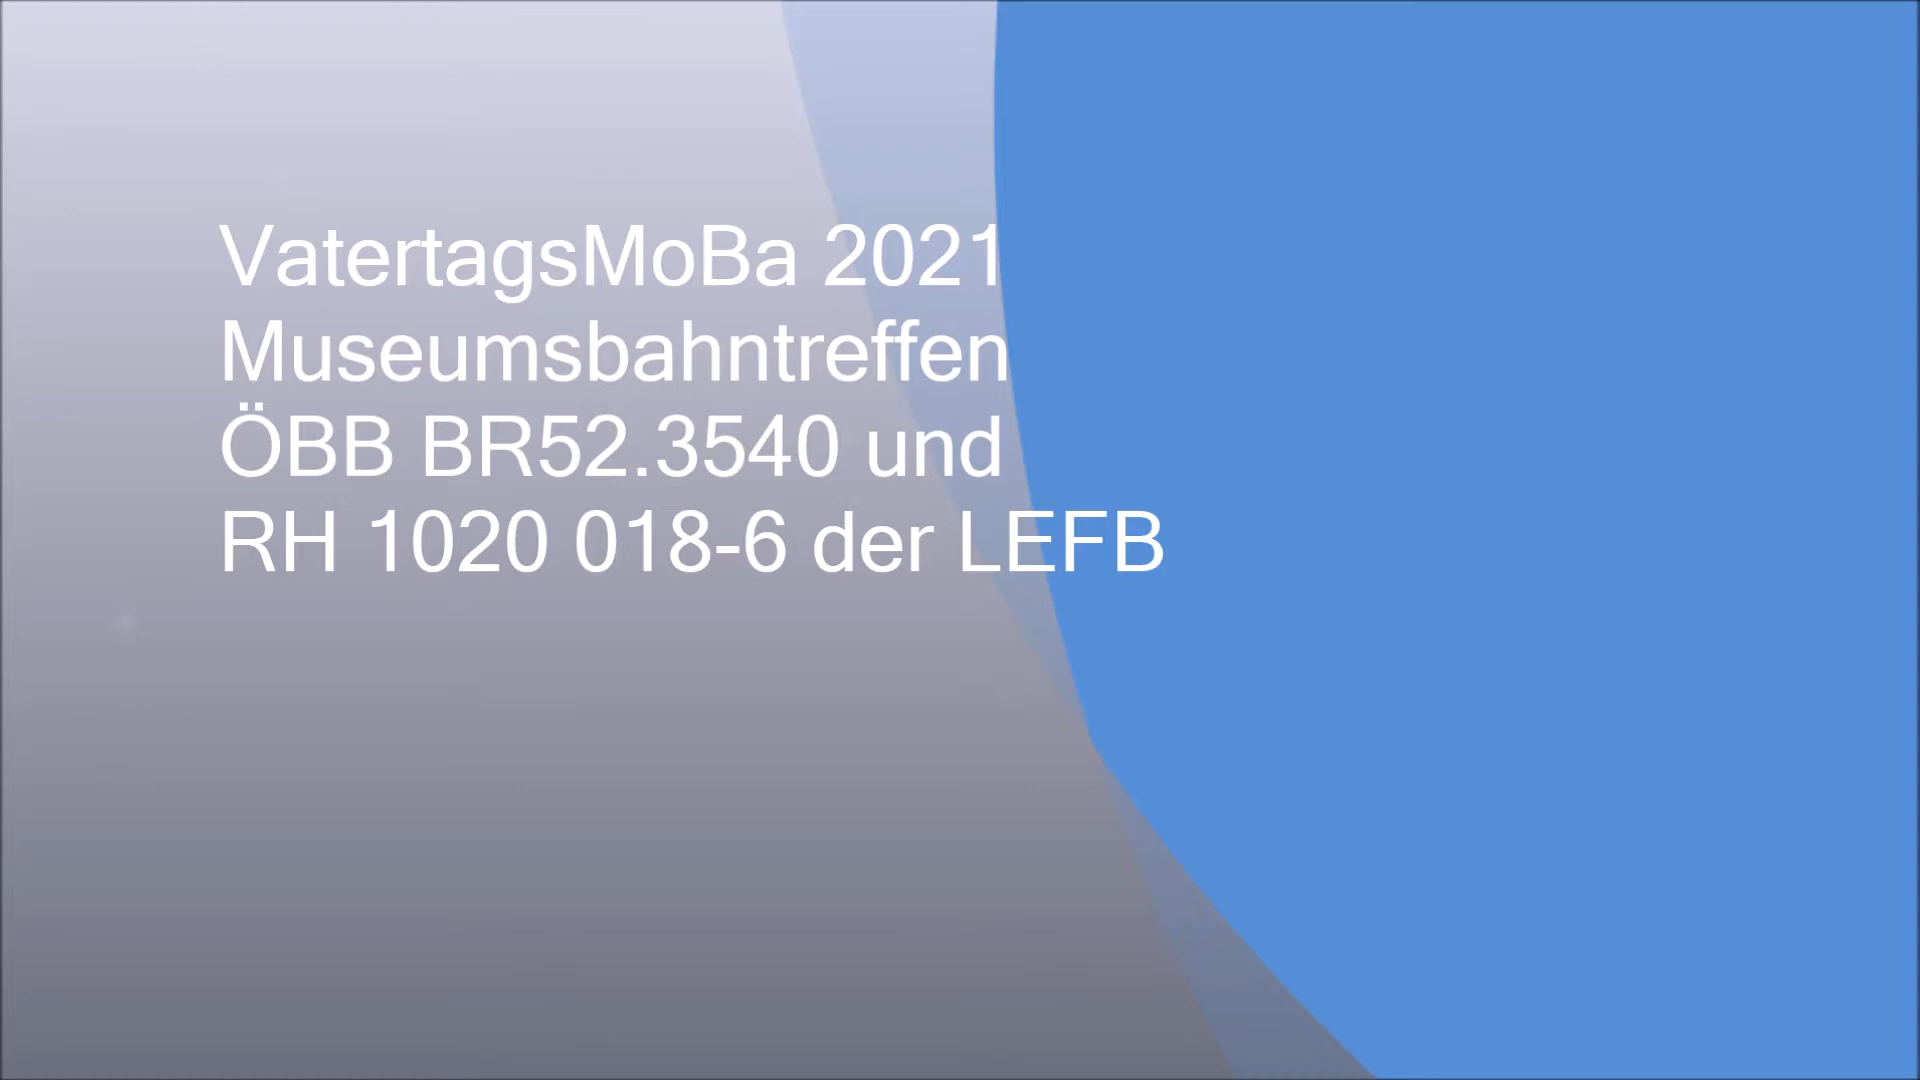 VatertagsMoBa 2021
Museumsbahntreffen
ÖBB BR52.3540 und
RH 1020 018-6 der LEFB